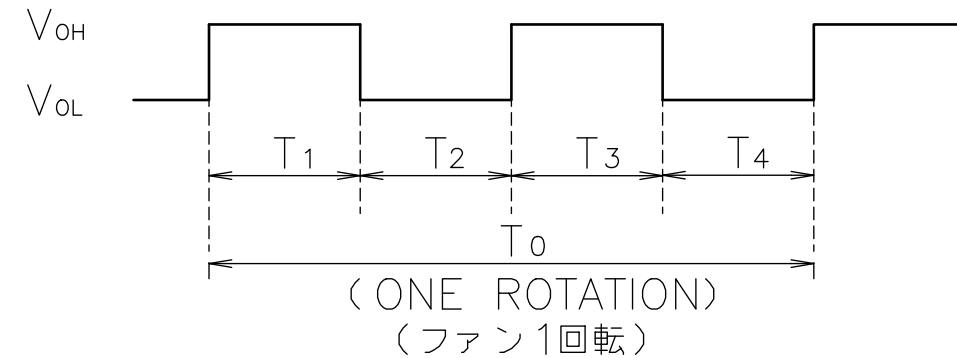 VOH
VOL
T1 T2 T3 T4
T0
(ONE ROTATION)
(ファン1回転)